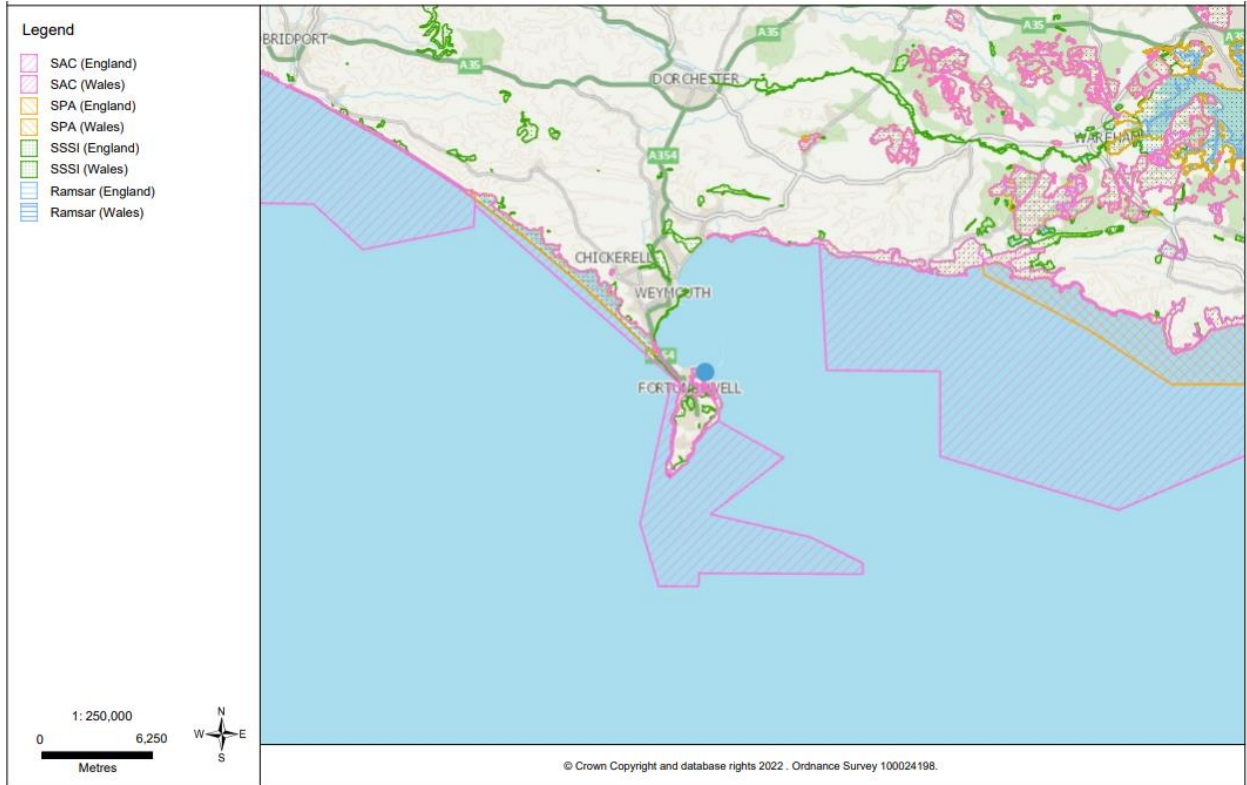 Legend
SAC (England)
SAC (Wales)
SPA (England)
SPA (Wales)
SSSI (England)
SSSI (Wales)
Ramsar (England)
Ramsar (Wales)
1: 250,000
0 6,250
Metres
N
W E
S
BRIDPORT
A35
A35
A35
DORCHESTER
A35
A354
WAREHAM
CHICKERELL
WEYMOUTH
© Crown Copyright and database rights 2022 . Ordnance Survey 100024198.